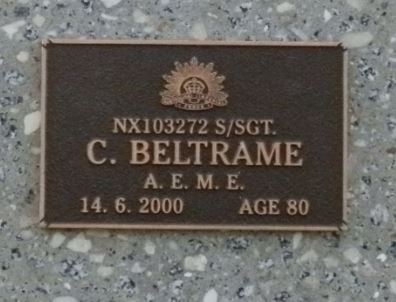 NX103272 S/SGT.
C. BELTRAME
A. E. M. E.
14. 6. 2000 AGE 80